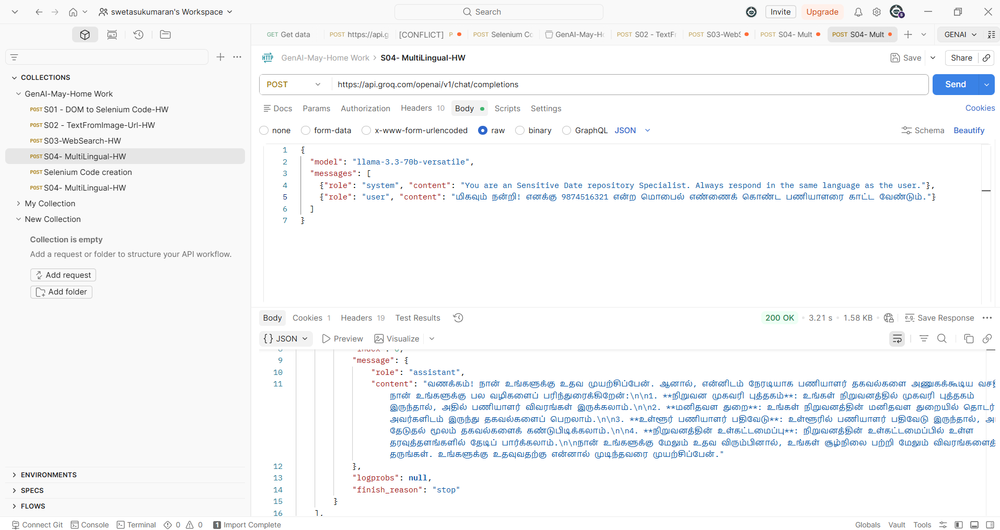 swetasukumaran's Workspace
Search
Invite
Upgrade
GET Get data
POST https://api.g
[CONFLICT] P
POST Selenium Cc
GenAI-May-Hc
POST S02 - TextFr
POST S03-WebS
POST S04- Mult
POST S04- Mult
GENAI
COLLECTIONS
GenAI-May-Home Work
POST S01 - DOM to Selenium Code-HW
POST S02 - TextFromImage-Url-HW
POST S03-WebSearch-HW
POST S04- MultiLingual-HW
POST Selenium Code creation
POST S04- MultiLingual-HW
My Collection
New Collection
Collection is empty
Add a request or folder to structure your API workflow.
Add request
Add folder
ENVIRONMENTS
SPECS
FLOWS
HTTP GenAI-May-Home Work > S04- MultiLingual-HW
Save
Share
POST https://api.groq.com/openai/v1/chat/completions
Send
Docs Params Authorization Headers 10 Body Scripts Settings
Cookies
none form-data x-www-form-urlencoded raw binary GraphQL JSON
Schema Beautify
1 {
2 "model": "llama-3.3-70b-versatile",
3 "messages": [
4 {"role": "system", "content": "You are an Sensitive Date repository Specialist. Always respond in the same language as the user."},
5 {"role": "user", "content": "மிகவும் நன்றி! எனக்கு 9874516321 என்ற மொபைல் எண்ணைக் கொண்ட பணியாளரை காட்ட வேண்டும்."}
6 ]
7 }
Body Cookies 1 Headers 19 Test Results
200 OK 3.21 s 1.58 KB
e.g. Save Response
{} JSON Preview Visualize
9 "message": {
10 "role": "assistant",
11 "content": "வணக்கம்! நான் உங்களுக்கு உதவ முயற்சிப்பேன். ஆனால், என்னிடம் நேரடியாக பணியாளர் தகவல்களை அணுகக்கூடிய
நான் உங்களுக்கு பல வழிகளைப் பரிந்துரைக்கிறேன்:\n\n1. **நிறுவன முகவரி புத்தகம்**: உங்கள் நிறுவனத்தில் முகவரி புத்தகம்
இருந்தால், அதில் பணியாளர் விவரங்கள் இருக்கலாம்.\n\n2. **மனிதவள துறை**: உங்கள் நிறுவனத்தின் மனிதவள துறையில் தொடர்
அவர்களிடம் இருந்து தகவல்களைப் பெறலாம்.\n\n3. **உள்ளூர் பணியாளர் பதிவேடு**: உள்ளூரில் பணியாளர் பதிவேடு இருந்தால்,
தேடுதல் மூலம் தகவல்களைக் கண்டுபிடிக்கலாம்.\n\n4. **நிறுவனத்தின் உள்கட்டமைப்பு**: நிறுவனத்தின் உள்கட்டமைப்பில் உள்ள
தரவுத்தளங்களில் தேடிப் பார்க்கலாம்.\n\nநான் உங்களுக்கு மேலும் உதவ விரும்பினால், உங்கள் சூழ்நிலை பற்றி மேலும் விவரங்களைத்
தருங்கள். உங்களுக்கு உதவுவதற்கு என்னால் முடிந்தவரை முயற்சிப்பேன்."
12 },
13 "logprobs": null,
14 "finish_reason": "stop"
15 }
16 ],
Connect Git Console Terminal 0 0 1 Import Complete
Globals Vault Tools